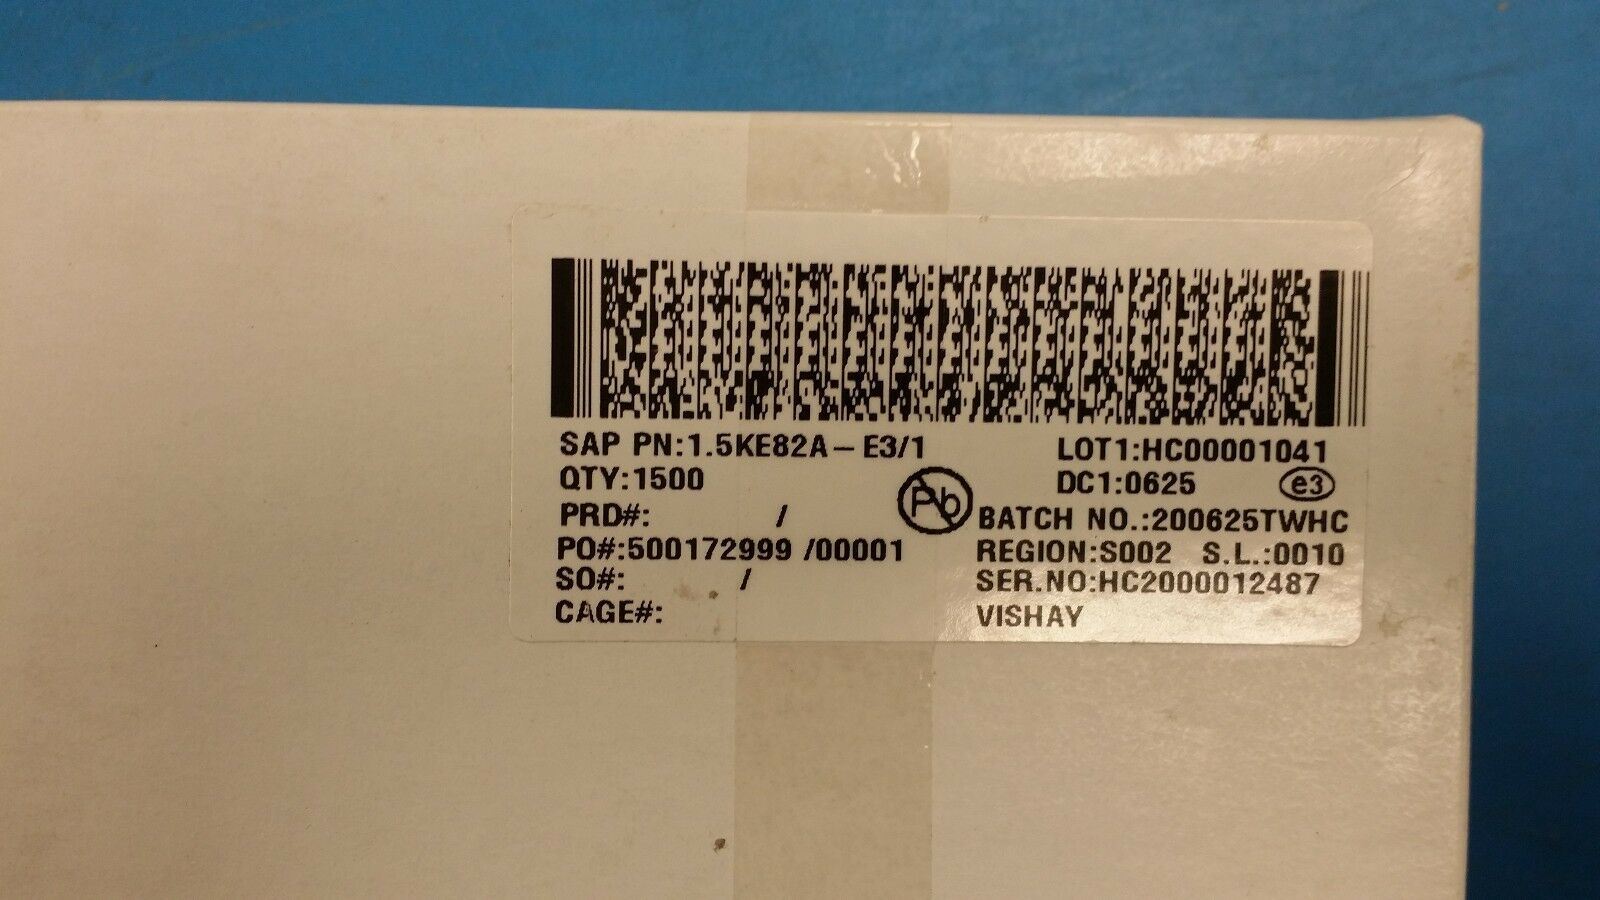 SAP PN:1.5KE82A-E3/1 LOT1:HC00001041
QTY:1500 DC1:0625 e3
Pb
PRD#: / BATCH NO.:200625TWHC
PO#:500172999 /00001 REGION:S002 S.L.:0010
SO#: / SER.NO:HC2000012487
CAGE#: VISHAY